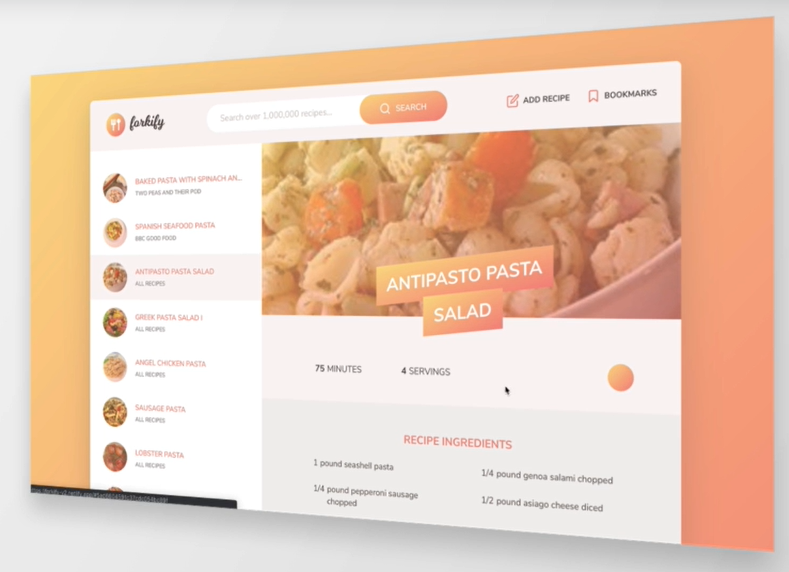 forkify
Search over 1,000,000 recipes...
SEARCH
ADD RECIPE
BOOKMARKS
BAKED PASTA WITH SPINACH AN...
TWO PEAS AND THEIR POD
SPANISH SEAFOOD PASTA
BBC GOOD FOOD
ANTIPASTO PASTA SALAD
ALL RECIPES
GREEK PASTA SALAD I
ALL RECIPES
ANGEL CHICKEN PASTA
ALL RECIPES
SAUSAGE PASTA
ALL RECIPES
LOBSTER PASTA
ALL RECIPES
ANTIPASTO PASTA
SALAD
75 MINUTES
4 SERVINGS
RECIPE INGREDIENTS
1 pound seashell pasta
1/4 pound genoa salami chopped
1/4 pound pepperoni sausage
chopped
1/2 pound asiago cheese diced